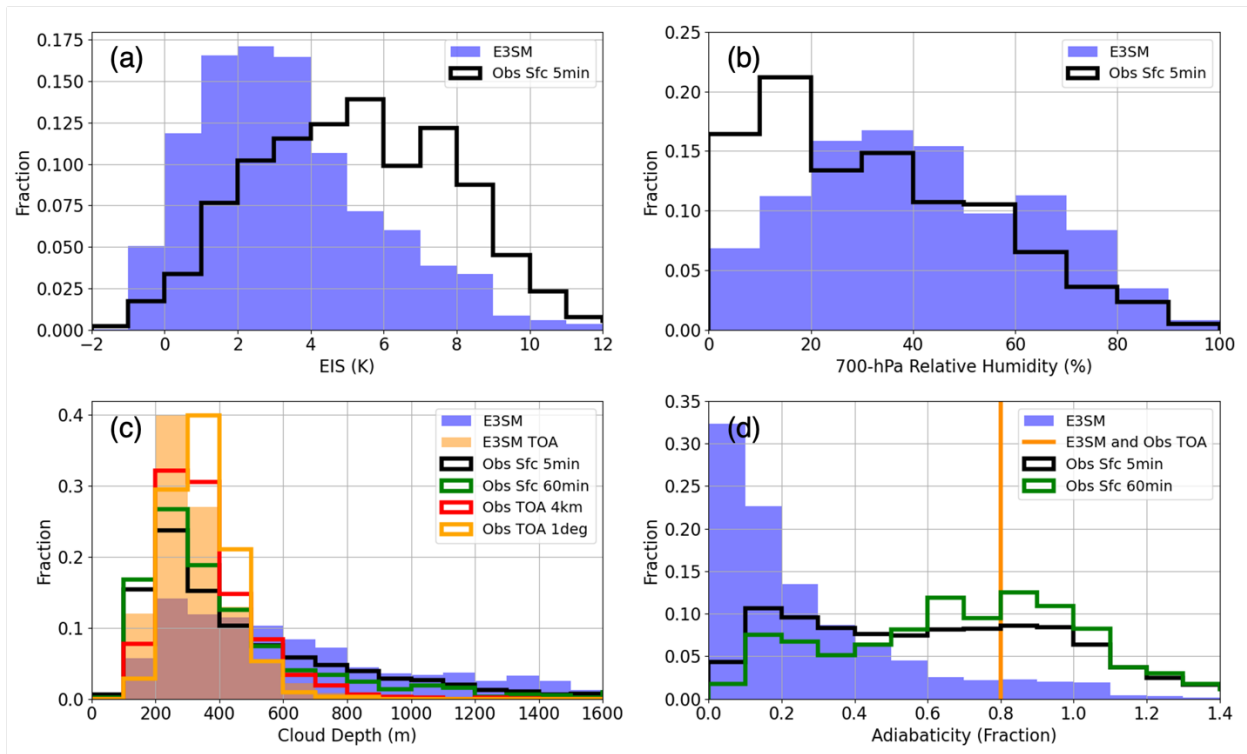 (a)
E3SM
Obs Sfc 5min
0.175
0.150
0.125
0.100
0.075
0.050
0.025
0.000
Fraction
−2 0 2 4 6 8 10 12
EIS (K)
(b)
E3SM
Obs Sfc 5min
0.25
0.20
0.15
0.10
0.05
0.00
Fraction
0 20 40 60 80 100
700-hPa Relative Humidity (%)
(c)
E3SM
E3SM TOA
Obs Sfc 5min
Obs Sfc 60min
Obs TOA 4km
Obs TOA 1deg
0.4
0.3
0.2
0.1
0.0
Fraction
0 200 400 600 800 1000 1200 1400 1600
Cloud Depth (m)
(d)
E3SM
E3SM and Obs TOA
Obs Sfc 5min
Obs Sfc 60min
0.35
0.30
0.25
0.20
0.15
0.10
0.05
0.00
Fraction
0.0 0.2 0.4 0.6 0.8 1.0 1.2 1.4
Adiabaticity (Fraction)